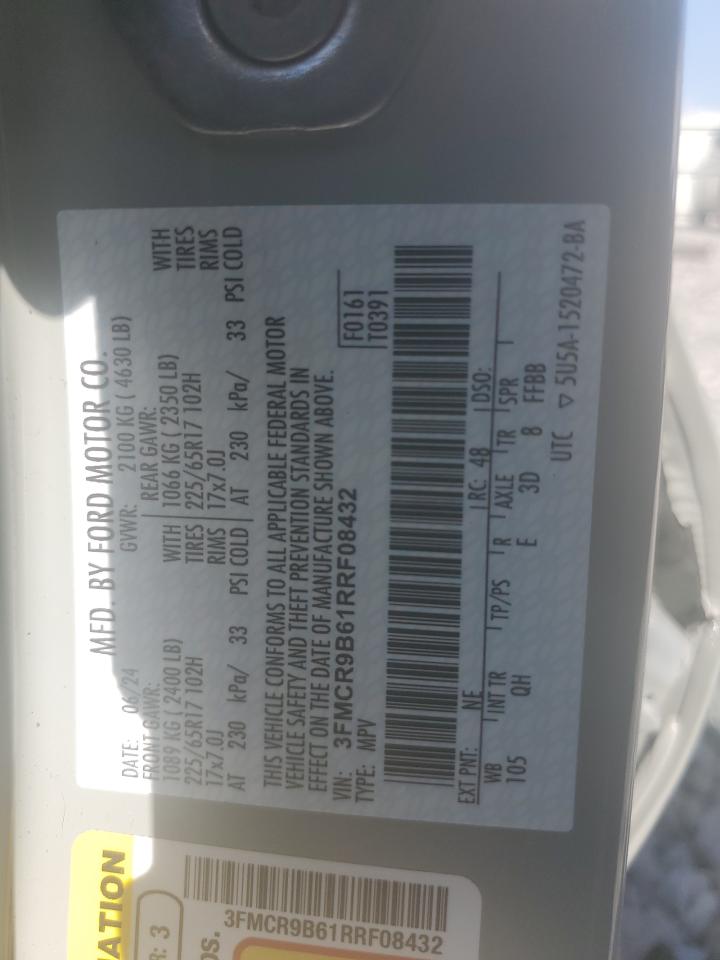 MFD. BY FORD MOTOR CO.
DATE: 06/24 GVWR: 2100 KG ( 4630 LB)
FRONT GAWR: REAR GAWR:
1089 KG ( 2400 LB) WITH 1066 KG ( 2350 LB) WITH
225/65R17 102H TIRES 225/65R17 102H TIRES
17x7.0J RIMS 17x7.0J RIMS
AT 230 kPa/ 33 PSI COLD AT 230 kPa/ 33 PSI COLD
THIS VEHICLE CONFORMS TO ALL APPLICABLE FEDERAL MOTOR
VEHICLE SAFETY AND THEFT PREVENTION STANDARDS IN
EFFECT ON THE DATE OF MANUFACTURE SHOWN ABOVE.
VIN: 3FMCR9B61RRF08432 F0161
TYPE: MPV T0391
EXT PNT: NE RC: 48 DSO:
WB INT TR TP/PS R AXLE TR SPR
105 QH E 3D 8 FFBB
UTC ▽ 5U5A-1520472-BA
MATION
R: 3
3FMCR9B61RRF08432